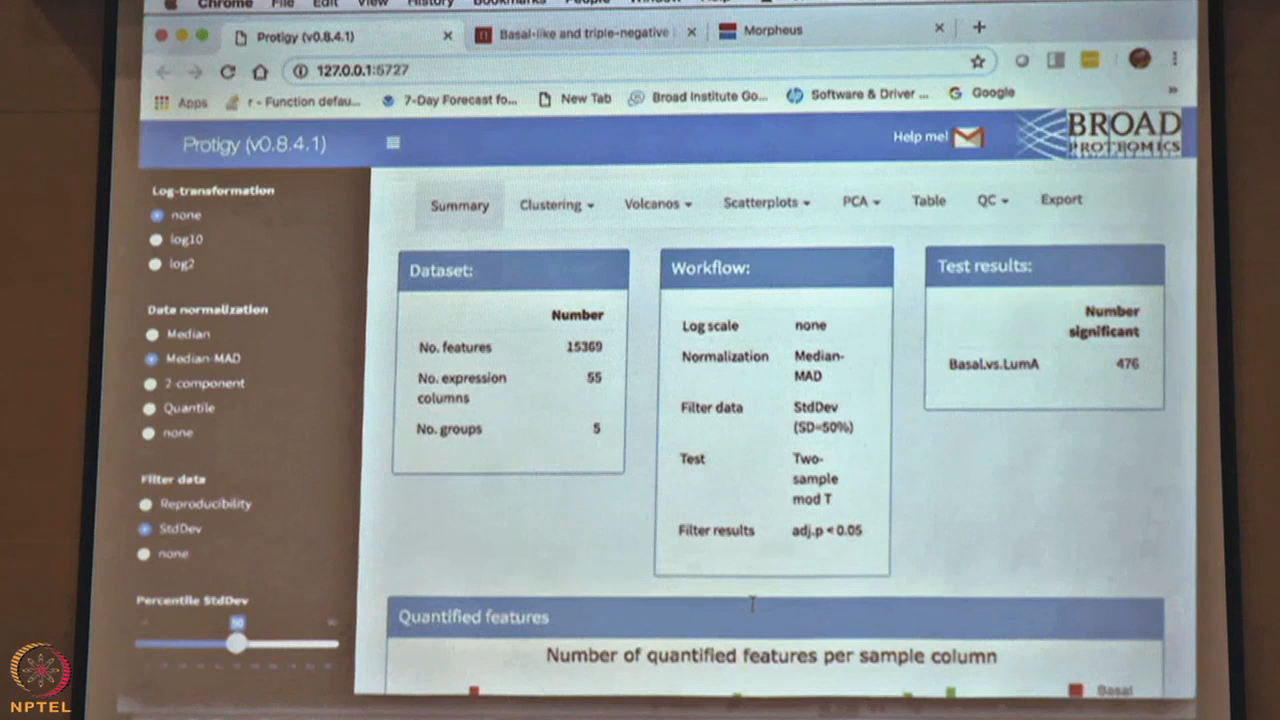 Chrome File Edit View History Bookmarks People Window Help
Protigy (v0.8.4.1)
Basal-like and triple-negative
Morpheus
127.0.0.1:5727
Apps
r - Function defau...
7-Day Forecast fo...
New Tab
Broad Institute Go...
Software & Driver ...
Google
Protigy (v0.8.4.1)
Help me!
BROAD
PROTEOMICS
Log-transformation
none
log10
log2
Data normalization
Median
Median-MAD
2-component
Quantile
none
Filter data
Reproducibility
StdDev
none
Percentile StdDev
50
Summary Clustering Volcanos Scatterplots PCA Table QC Export
Dataset:
Number
No. features 15369
No. expression columns 55
No. groups 5
Workflow:
Log scale none
Normalization Median-
MAD
Filter data StdDev
(SD=50%)
Test Two-
sample
mod T
Filter results adj.p < 0.05
Test results:
Number
significant
Basal.vs.LumA 476
Quantified features
Number of quantified features per sample column
Basal
NPTEL